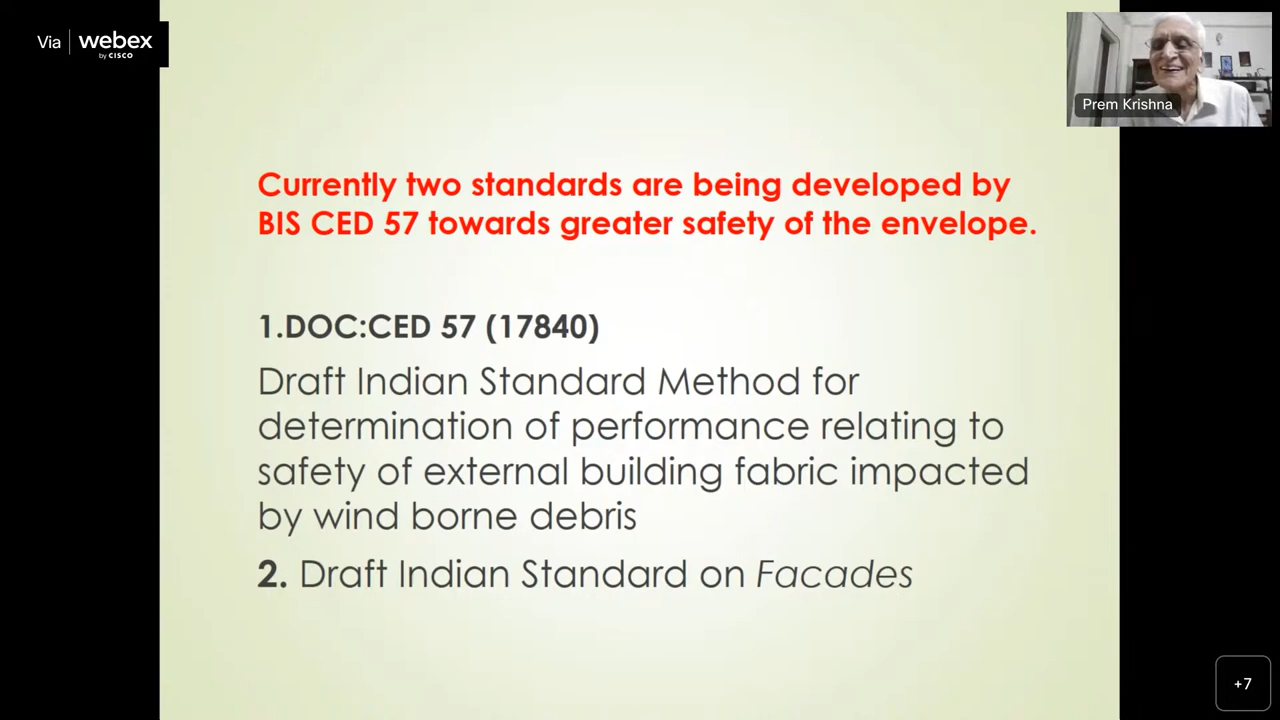 Via webex
by CISCO
Prem Krishna
Currently two standards are being developed by
BIS CED 57 towards greater safety of the envelope.
1.DOC:CED 57 (17840)
Draft Indian Standard Method for
determination of performance relating to
safety of external building fabric impacted
by wind borne debris
2. Draft Indian Standard on Facades
+7